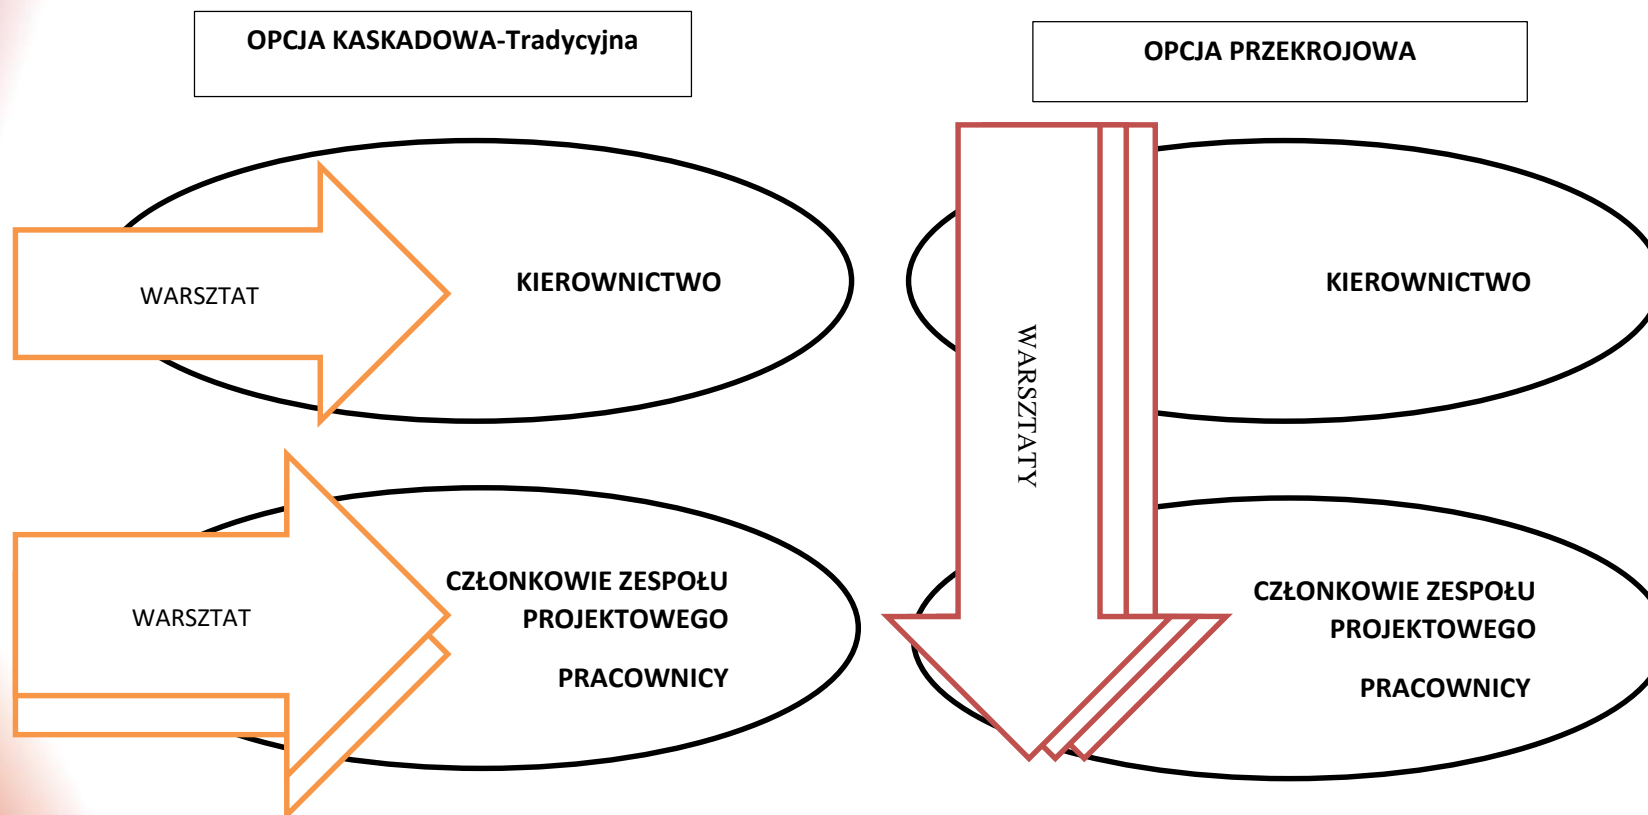 OPCJA KASKADOWA-Tradycyjna
WARSZTAT
KIEROWNICTWO
WARSZTAT
CZŁONKOWIE ZESPOŁU
PROJEKTOWEGO
PRACOWNICY
OPCJA PRZEKROJOWA
WARSZTATY
KIEROWNICTWO
CZŁONKOWIE ZESPOŁU
PROJEKTOWEGO
PRACOWNICY